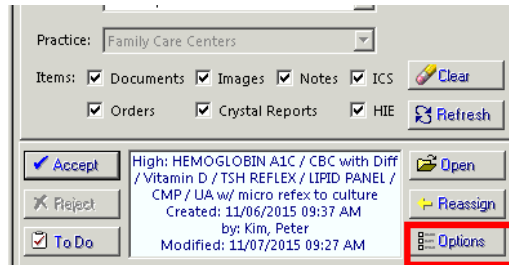 Practice: Family Care Centers
Items: Documents Images Notes ICS Clear
Orders Crystal Reports HIE Refresh
Accept
Reject
To Do
High: HEMOGLOBIN A1C / CBC with Diff
/ Vitamin D / TSH REFLEX / LIPID PANEL /
CMP / UA w/ micro refex to culture
Created: 11/06/2015 09:37 AM
by: Kim, Peter
Modified: 11/07/2015 09:27 AM
Open
Reassign
Options